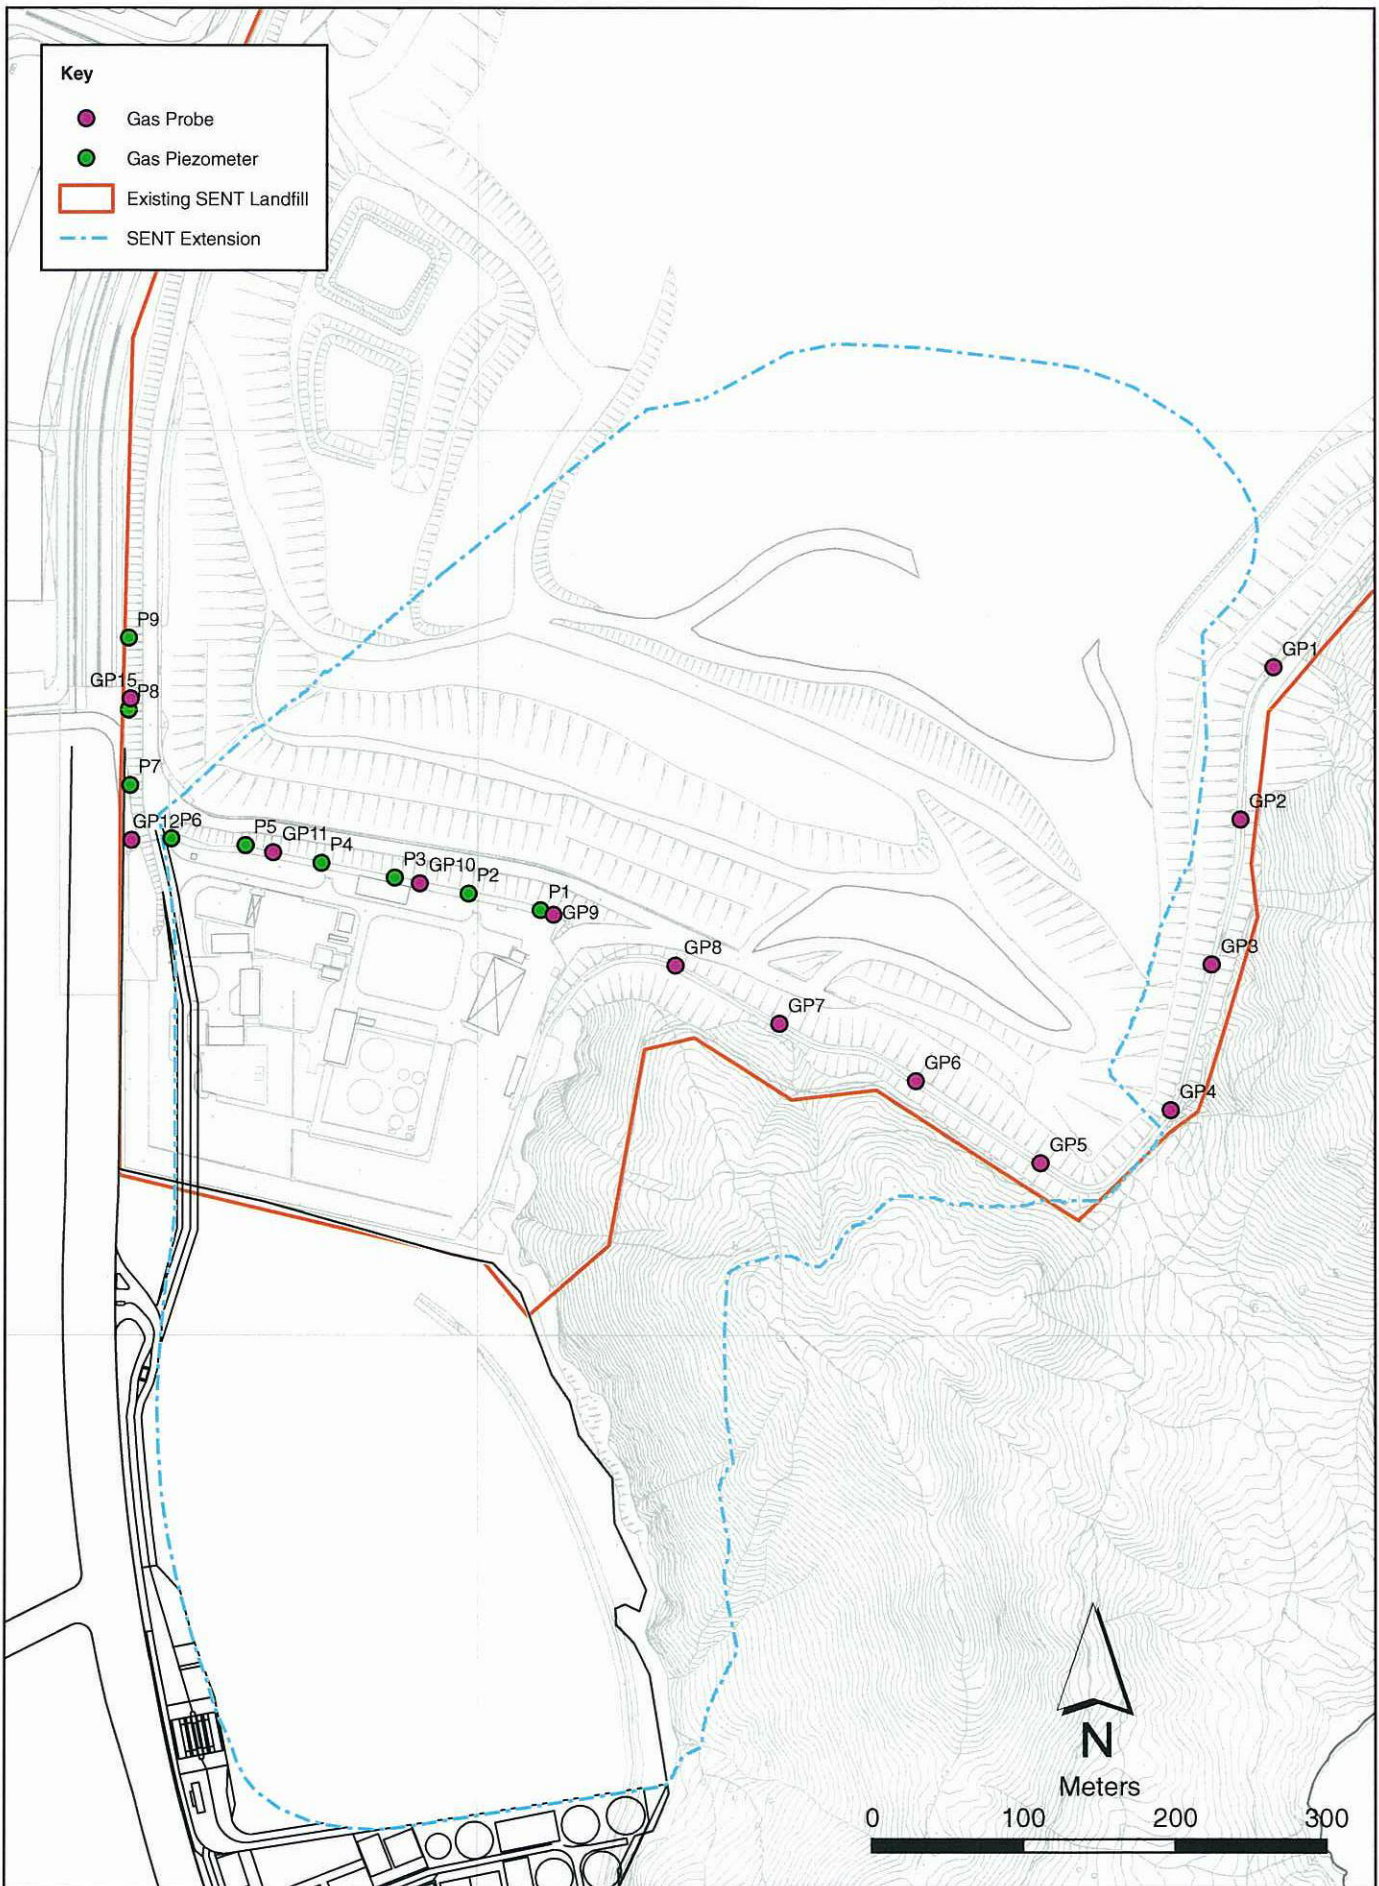 Key
Gas Probe
Gas Piezometer
Existing SENT Landfill
SENT Extension
P9
GP1
GP15
P8
P7
GP2
GP12
P6
P5
GP11
P4
P3
GP10
P2
P1
GP9
GP8
GP3
GP7
GP6
GP4
GP5
N
Meters
0 100 200 300